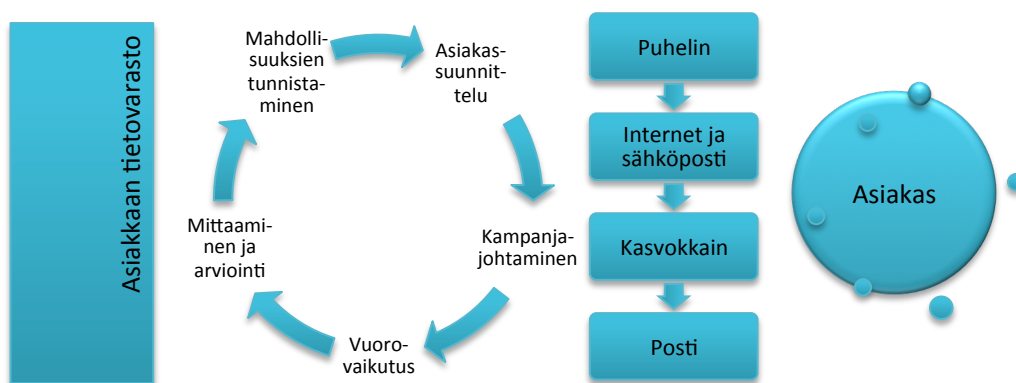 Asiakkaan tietovarasto
Mahdolli-
suuksien
tunnista-
minen
Asiakas-
suunnit-
telu
Kampanja-
johtaminen
Vuoro-
vaikutus
Mittaami-
nen ja
arviointi
Puhelin
Internet ja
sähköposti
Kasvokkain
Posti
Asiakas